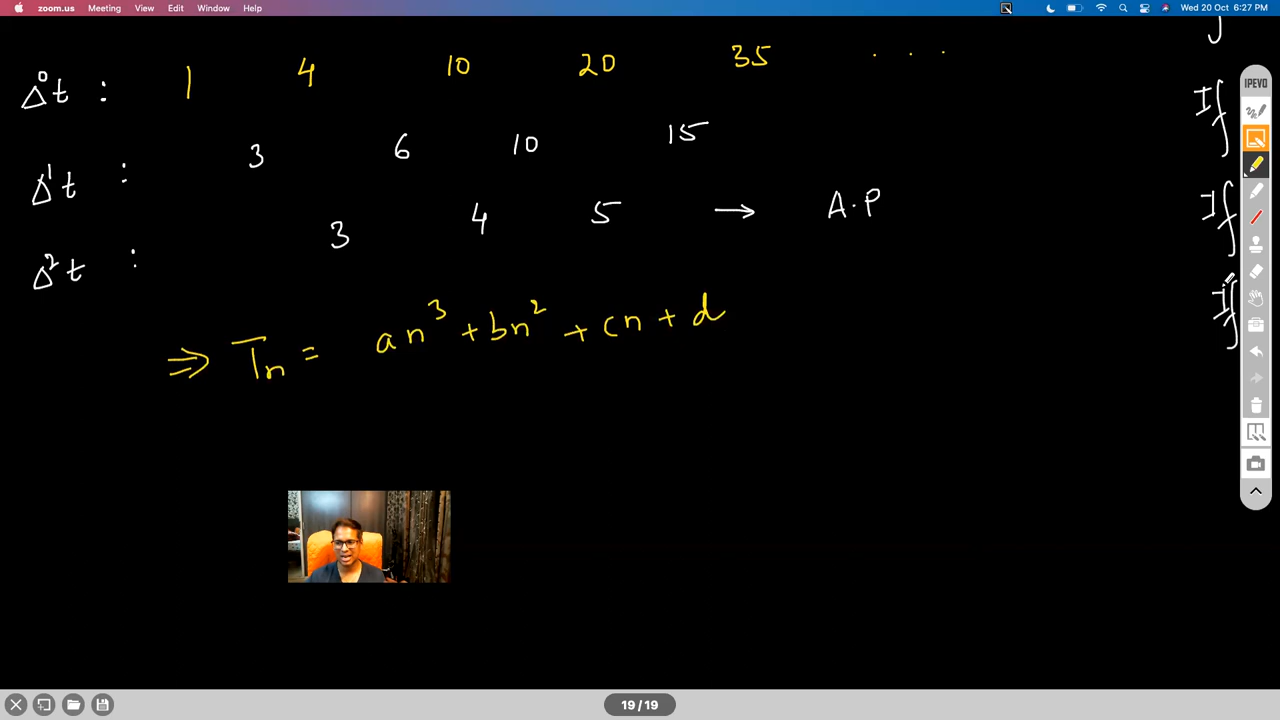 zoom.us Meeting View Edit Window Help Wed 20 Oct 6:27 PM
Δ⁰t : 1 4 10 20 35 . . .
Δ¹t : 3 6 10 15
Δ²t : 3 4 5 → A.P
⇒ Tₙ = an³ + bn² + cn + d
IPEVO
If
If
If
19/19